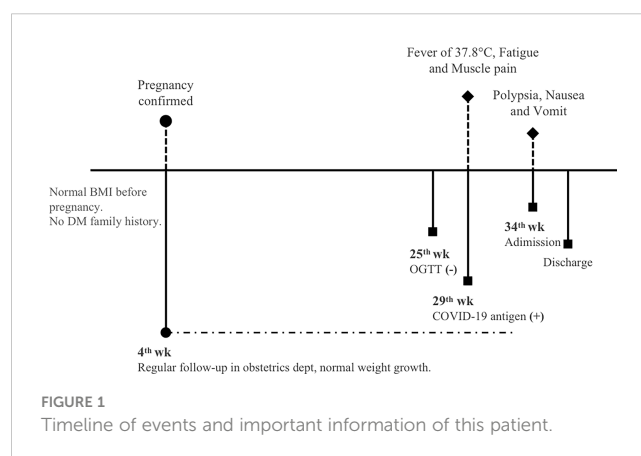 Fever of 37.8°C, Fatigue
and Muscle pain
Pregnancy
confirmed
Polypsia, Nausea
and Vomit
Normal BMI before
pregnancy.
No DM family history.
25th wk
OGTT (-)
34th wk
Adimission
Discharge
29th wk
COVID-19 antigen (+)
4th wk
Regular follow-up in obstetrics dept, normal weight growth.
FIGURE 1
Timeline of events and important information of this patient.